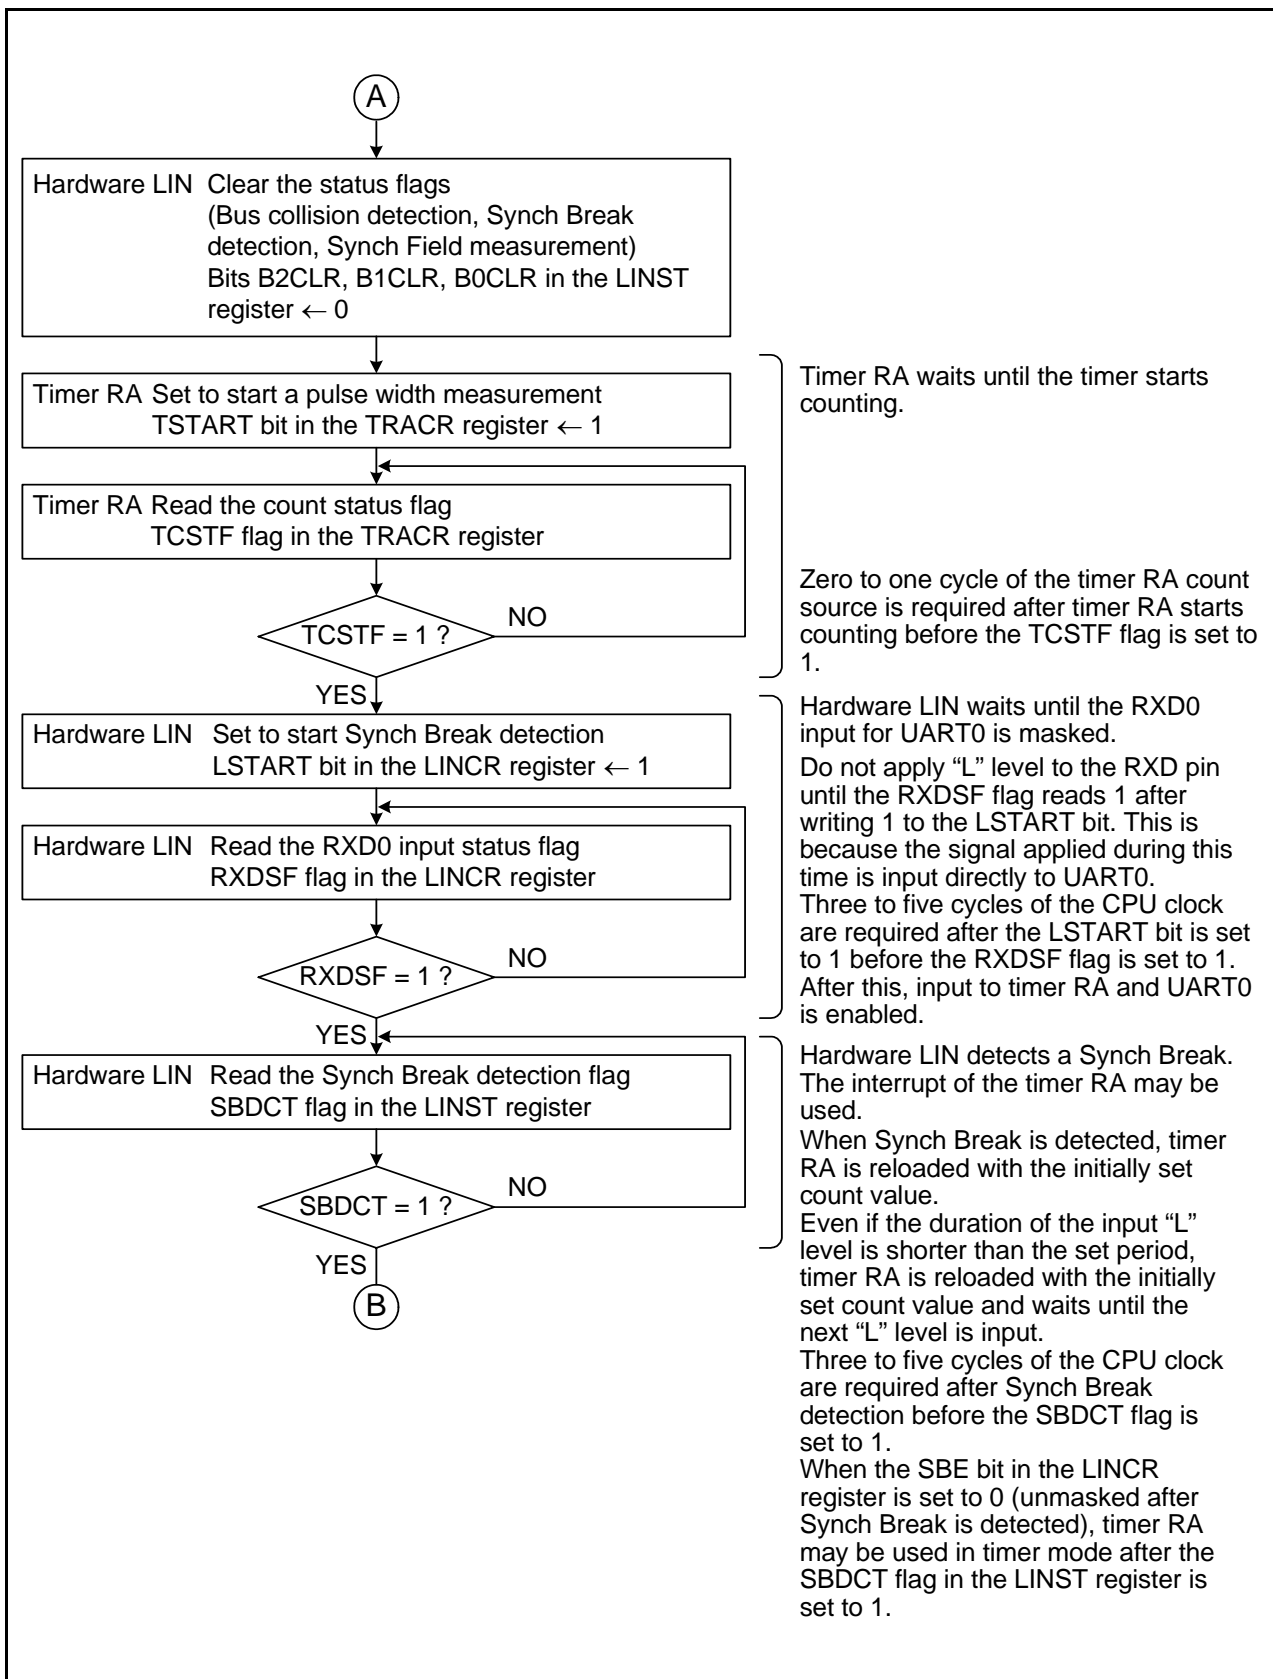 A
Hardware LIN Clear the status flags
(Bus collision detection, Synch Break
detection, Synch Field measurement)
Bits B2CLR, B1CLR, B0CLR in the LINST
register ← 0
Timer RA Set to start a pulse width measurement
TSTART bit in the TRACR register ← 1
Timer RA waits until the timer starts
counting.
Timer RA Read the count status flag
TCSTF flag in the TRACR register
TCSTF = 1 ?
NO
YES
Zero to one cycle of the timer RA count
source is required after timer RA starts
counting before the TCSTF flag is set to
1.
Hardware LIN Set to start Synch Break detection
LSTART bit in the LINCR register ← 1
Hardware LIN Read the RXD0 input status flag
RXDSF flag in the LINCR register
RXDSF = 1 ?
NO
YES
Hardware LIN waits until the RXD0
input for UART0 is masked.
Do not apply “L” level to the RXD pin
until the RXDSF flag reads 1 after
writing 1 to the LSTART bit. This is
because the signal applied during this
time is input directly to UART0.
Three to five cycles of the CPU clock
are required after the LSTART bit is set
to 1 before the RXDSF flag is set to 1.
After this, input to timer RA and UART0
is enabled.
Hardware LIN Read the Synch Break detection flag
SBDCT flag in the LINST register
SBDCT = 1 ?
NO
YES
B
Hardware LIN detects a Synch Break.
The interrupt of the timer RA may be
used.
When Synch Break is detected, timer
RA is reloaded with the initially set
count value.
Even if the duration of the input “L”
level is shorter than the set period,
timer RA is reloaded with the initially
set count value and waits until the
next “L” level is input.
Three to five cycles of the CPU clock
are required after Synch Break
detection before the SBDCT flag is
set to 1.
When the SBE bit in the LINCR
register is set to 0 (unmasked after
Synch Break is detected), timer RA
may be used in timer mode after the
SBDCT flag in the LINST register is
set to 1.